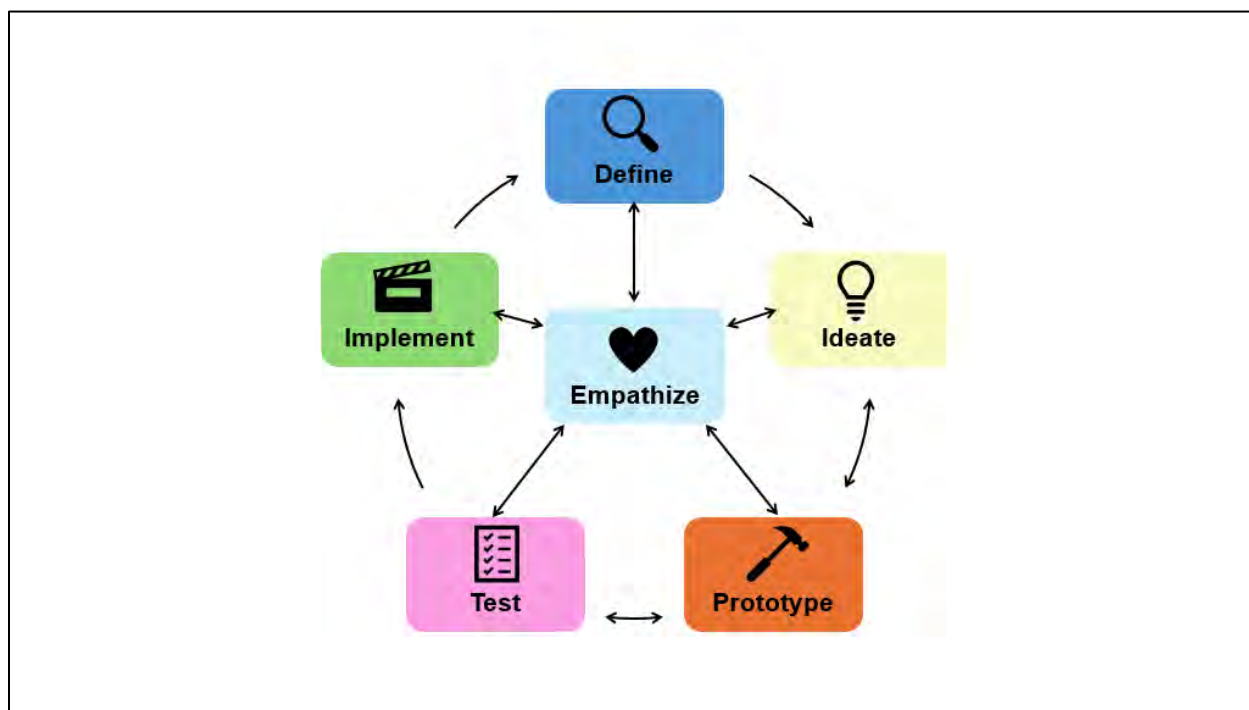 Define
Implement
Ideate
Empathize
Test
Prototype